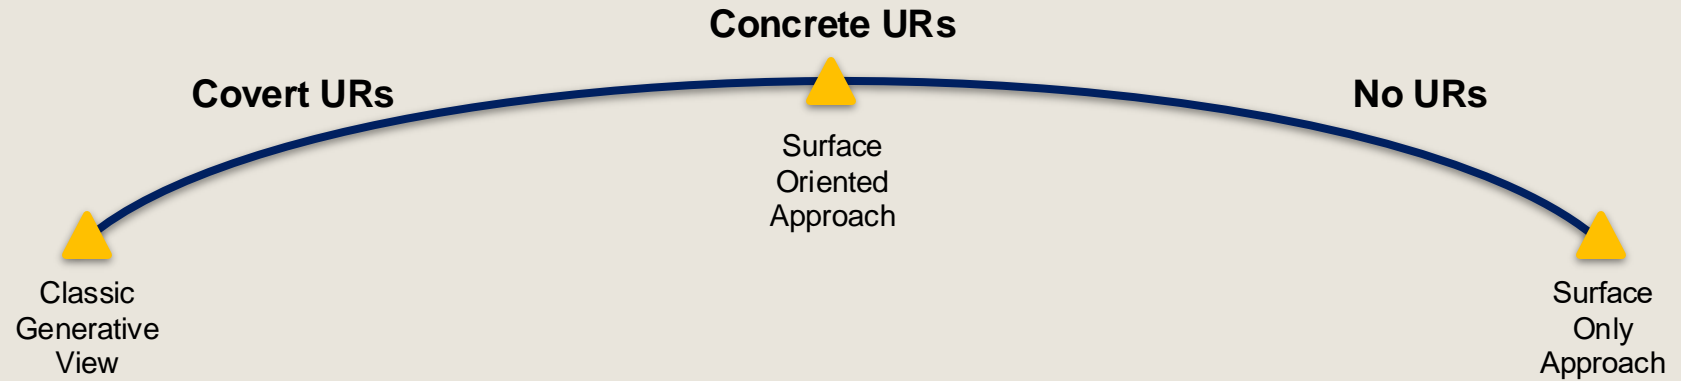 Concrete URs
Covert URs
No URs
Surface
Oriented
Approach
Classic
Generative
View
Surface
Only
Approach